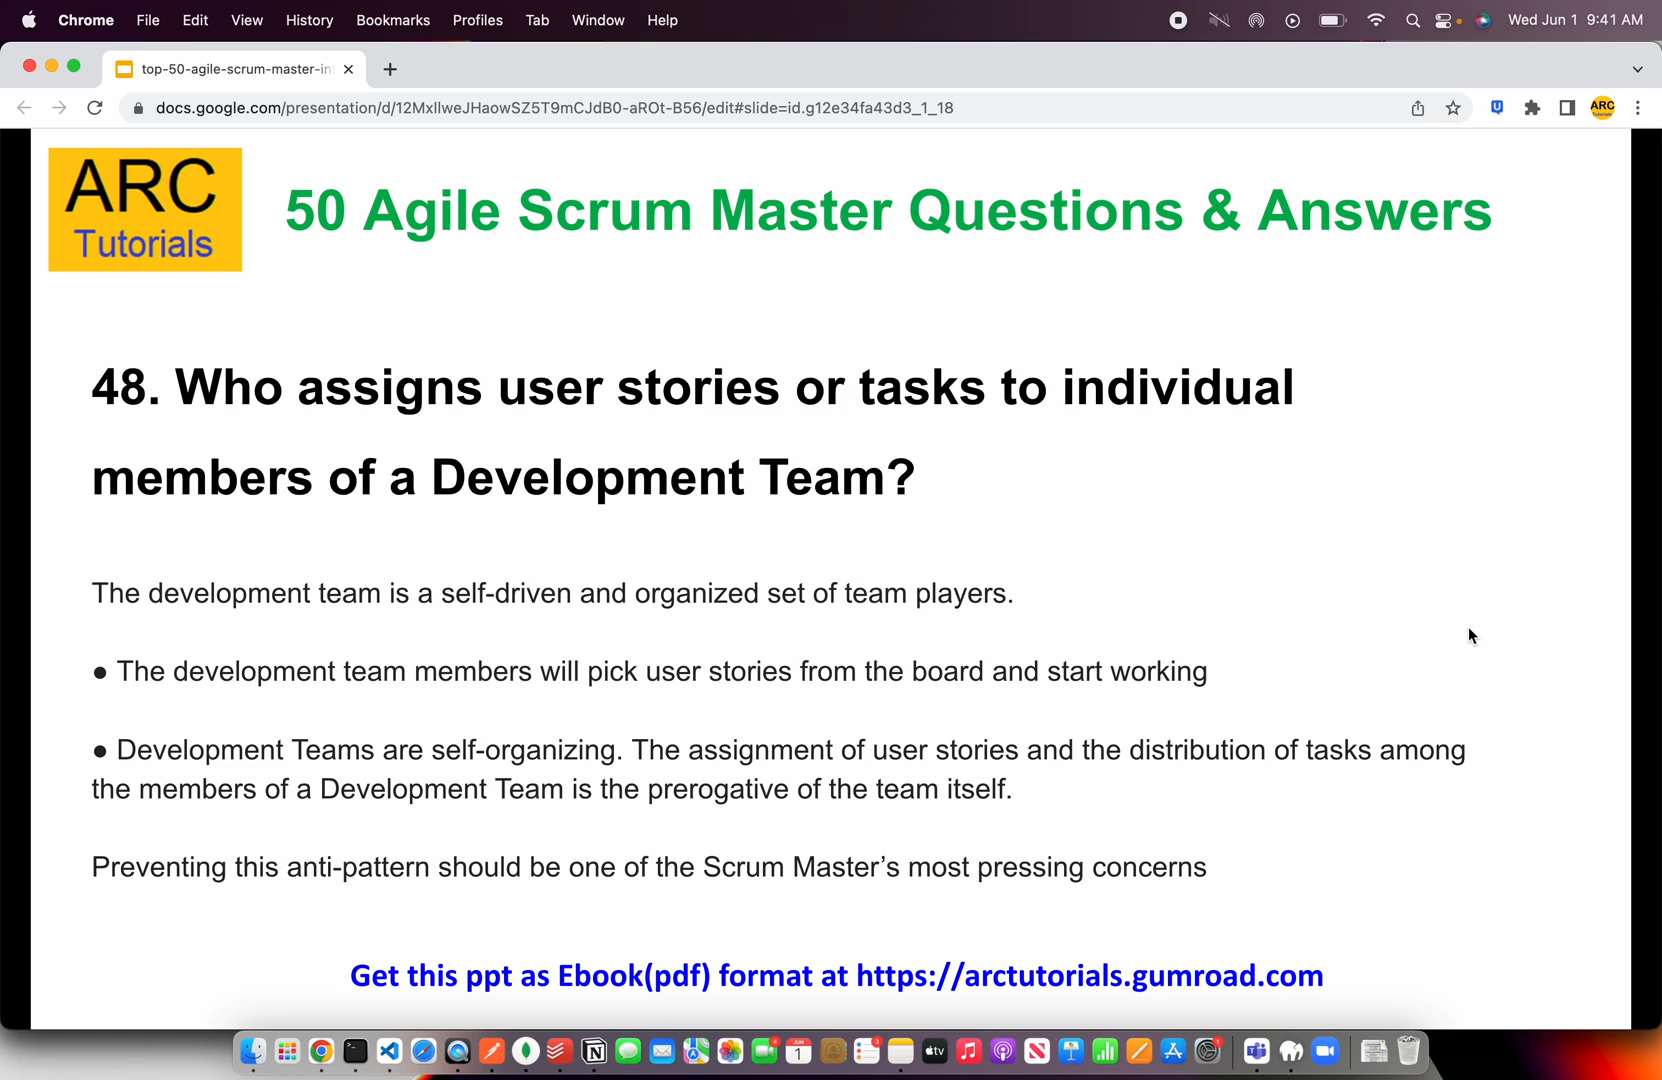 Chrome File Edit View History Bookmarks Profiles Tab Window Help Wed Jun 1 9:41 AM
top-50-agile-scrum-master-in
docs.google.com/presentation/d/12MxllweJHaowSZ5T9mCJdB0-aROt-B56/edit#slide=id.g12e34fa43d3_1_18
ARC
Tutorials
50 Agile Scrum Master Questions & Answers
48. Who assigns user stories or tasks to individual
members of a Development Team?
The development team is a self-driven and organized set of team players.
● The development team members will pick user stories from the board and start working
● Development Teams are self-organizing. The assignment of user stories and the distribution of tasks among
the members of a Development Team is the prerogative of the team itself.
Preventing this anti-pattern should be one of the Scrum Master’s most pressing concerns
Get this ppt as Ebook(pdf) format at https://arctutorials.gumroad.com